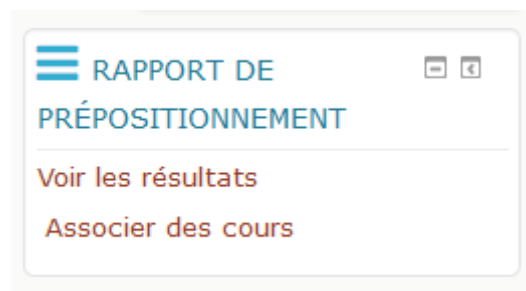 RAPPORT DE
PRÉPOSITIONNEMENT
Voir les résultats
Associer des cours